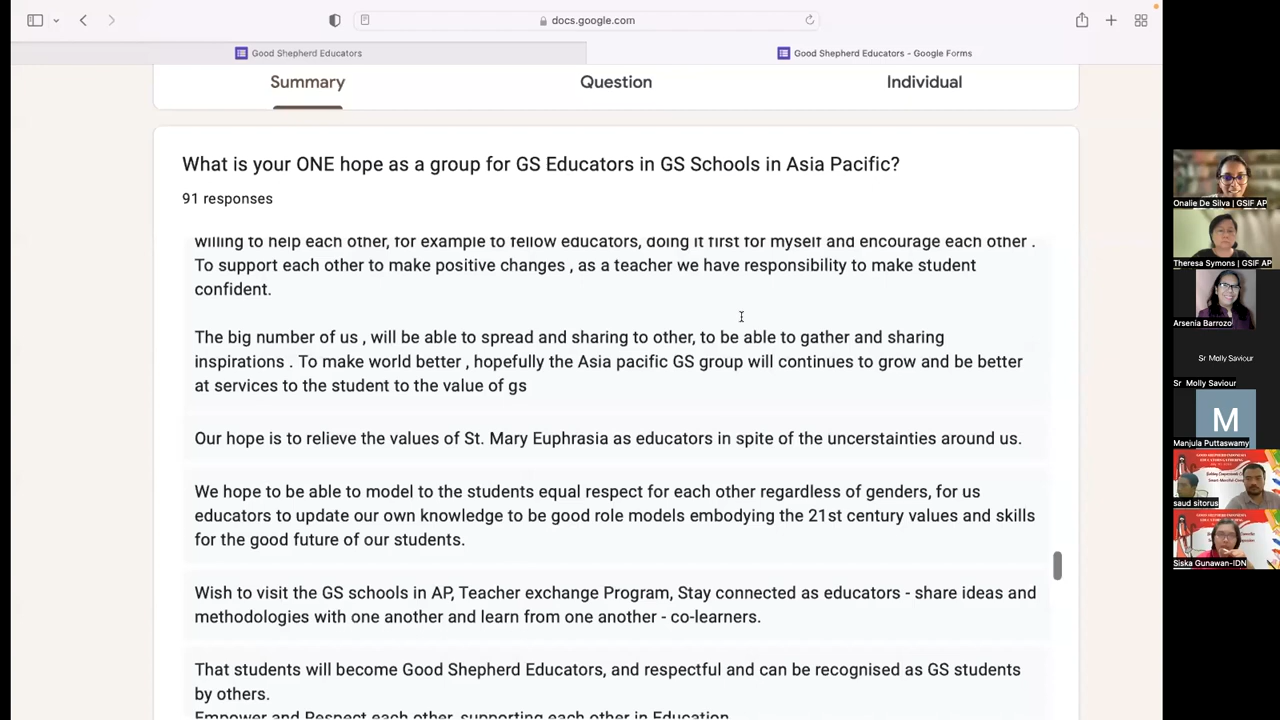 docs.google.com
Good Shepherd Educators
Good Shepherd Educators - Google Forms
Summary
Question
Individual
What is your ONE hope as a group for GS Educators in GS Schools in Asia Pacific?
91 responses
willing to help each other, for example to fellow educators, doing it first for myself and encourage each other .
To support each other to make positive changes , as a teacher we have responsibility to make student
confident.
The big number of us , will be able to spread and sharing to other, to be able to gather and sharing
inspirations . To make world better , hopefully the Asia pacific GS group will continues to grow and be better
at services to the student to the value of gs
Our hope is to relieve the values of St. Mary Euphrasia as educators in spite of the uncerstainties around us.
We hope to be able to model to the students equal respect for each other regardless of genders, for us
educators to update our own knowledge to be good role models embodying the 21st century values and skills
for the good future of our students.
Wish to visit the GS schools in AP, Teacher exchange Program, Stay connected as educators - share ideas and
methodologies with one another and learn from one another - co-learners.
That students will become Good Shepherd Educators, and respectful and can be recognised as GS students
by others.
Empower and Respect each other, supporting each other in Education
Onalie De Silva | GSIF AP
Theresa Symons | GSIF AP
Arsenia Barrozo
Sr Molly Saviour
Sr Molly Saviour
M
Manjula Puttaswamy
saud sitorus
Siska Gunawan-IDN